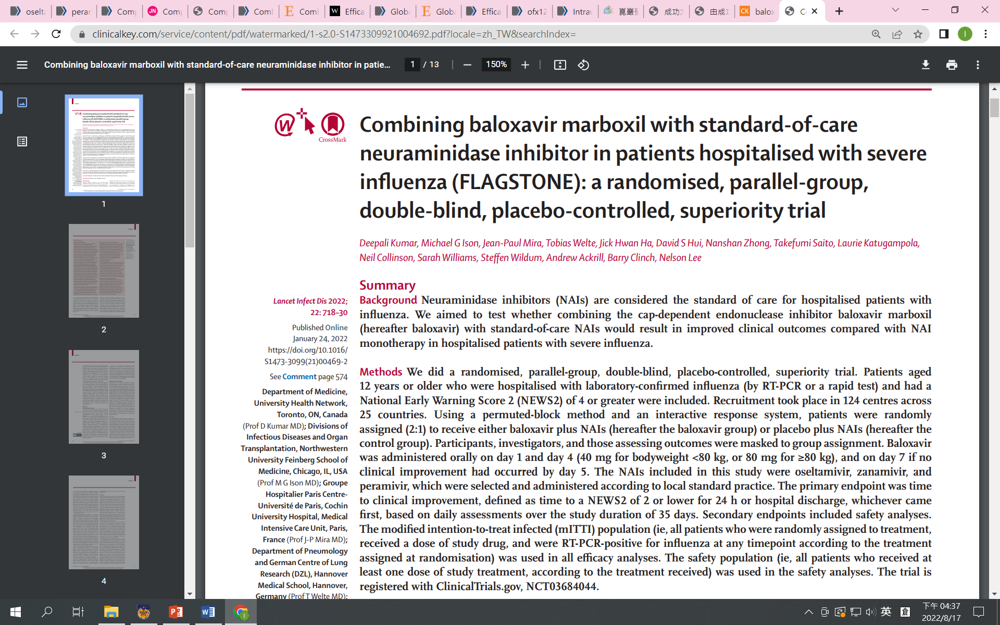 oselta
peran
Comp
JN Comp
Comp
Comb
E Comb
W Effica
Globa
E Globa
Effica
ofx12
Intrav
崑巖醫
成功大
由成功
CK balox
Co
clinicalkey.com/service/content/pdf/watermarked/1-s2.0-S1473309921004692.pdf?locale=zh_TW&searchIndex=
I
Combining baloxavir marboxil with standard-of-care neuraminidase inhibitor in patie...
1 / 13
150%
1
2
3
4
CrossMark
Combining baloxavir marboxil with standard-of-care
neuraminidase inhibitor in patients hospitalised with severe
influenza (FLAGSTONE): a randomised, parallel-group,
double-blind, placebo-controlled, superiority trial
Deepali Kumar, Michael G Ison, Jean-Paul Mira, Tobias Welte, Jick Hwan Ha, David S Hui, Nanshan Zhong, Takefumi Saito, Laurie Katugampola,
Neil Collinson, Sarah Williams, Steffen Wildum, Andrew Ackrill, Barry Clinch, Nelson Lee
Lancet Infect Dis 2022;
22: 718–30
Published Online
January 24, 2022
https://doi.org/10.1016/
S1473-3099(21)00469-2
See Comment page 574
Department of Medicine,
University Health Network,
Toronto, ON, Canada
(Prof D Kumar MD); Divisions of
Infectious Diseases and Organ
Transplantation, Northwestern
University Feinberg School of
Medicine, Chicago, IL, USA
(Prof M G Ison MD); Groupe
Hospitalier Paris Centre-
Université de Paris, Cochin
University Hospital, Medical
Intensive Care Unit, Paris,
France (Prof J-P Mira MD);
Department of Pneumology
and German Centre of Lung
Research (DZL), Hannover
Medical School, Hannover,
Germany (Prof T Welte MD);
Summary
Background Neuraminidase inhibitors (NAIs) are considered the standard of care for hospitalised patients with
influenza. We aimed to test whether combining the cap-dependent endonuclease inhibitor baloxavir marboxil
(hereafter baloxavir) with standard-of-care NAIs would result in improved clinical outcomes compared with NAI
monotherapy in hospitalised patients with severe influenza.
Methods We did a randomised, parallel-group, double-blind, placebo-controlled, superiority trial. Patients aged
12 years or older who were hospitalised with laboratory-confirmed influenza (by RT-PCR or a rapid test) and had a
National Early Warning Score 2 (NEWS2) of 4 or greater were included. Recruitment took place in 124 centres across
25 countries. Using a permuted-block method and an interactive response system, patients were randomly
assigned (2:1) to receive either baloxavir plus NAIs (hereafter the baloxavir group) or placebo plus NAIs (hereafter the
control group). Participants, investigators, and those assessing outcomes were masked to group assignment. Baloxavir
was administered orally on day 1 and day 4 (40 mg for bodyweight <80 kg, or 80 mg for ≥80 kg), and on day 7 if no
clinical improvement had occurred by day 5. The NAIs included in this study were oseltamivir, zanamivir, and
peramivir, which were selected and administered according to local standard practice. The primary endpoint was time
to clinical improvement, defined as time to a NEWS2 of 2 or lower for 24 h or hospital discharge, whichever came
first, based on daily assessments over the study duration of 35 days. Secondary endpoints included safety analyses.
The modified intention-to-treat infected (mITTI) population (ie, all patients who were randomly assigned to treatment,
received a dose of study drug, and were RT-PCR-positive for influenza at any timepoint according to the treatment
assigned at randomisation) was used in all efficacy analyses. The safety population (ie, all patients who received at
least one dose of study treatment, according to the treatment received) was used in the safety analyses. The trial is
registered with ClinicalTrials.gov, NCT03684044.
英
倉
下午 04:37
2022/8/17